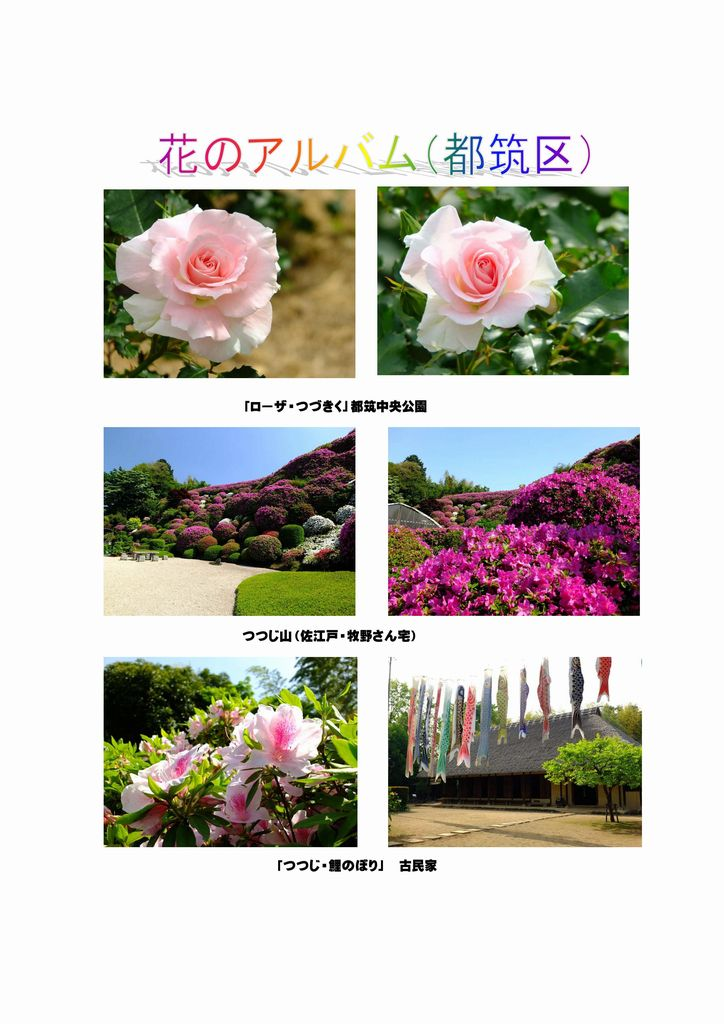 花のアルバム（都筑区）
『ローザ・つづきく』都筑中央公園
つつじ山（佐江戸・牧野さん宅）
『つつじ・鯉のぼり』　古民家